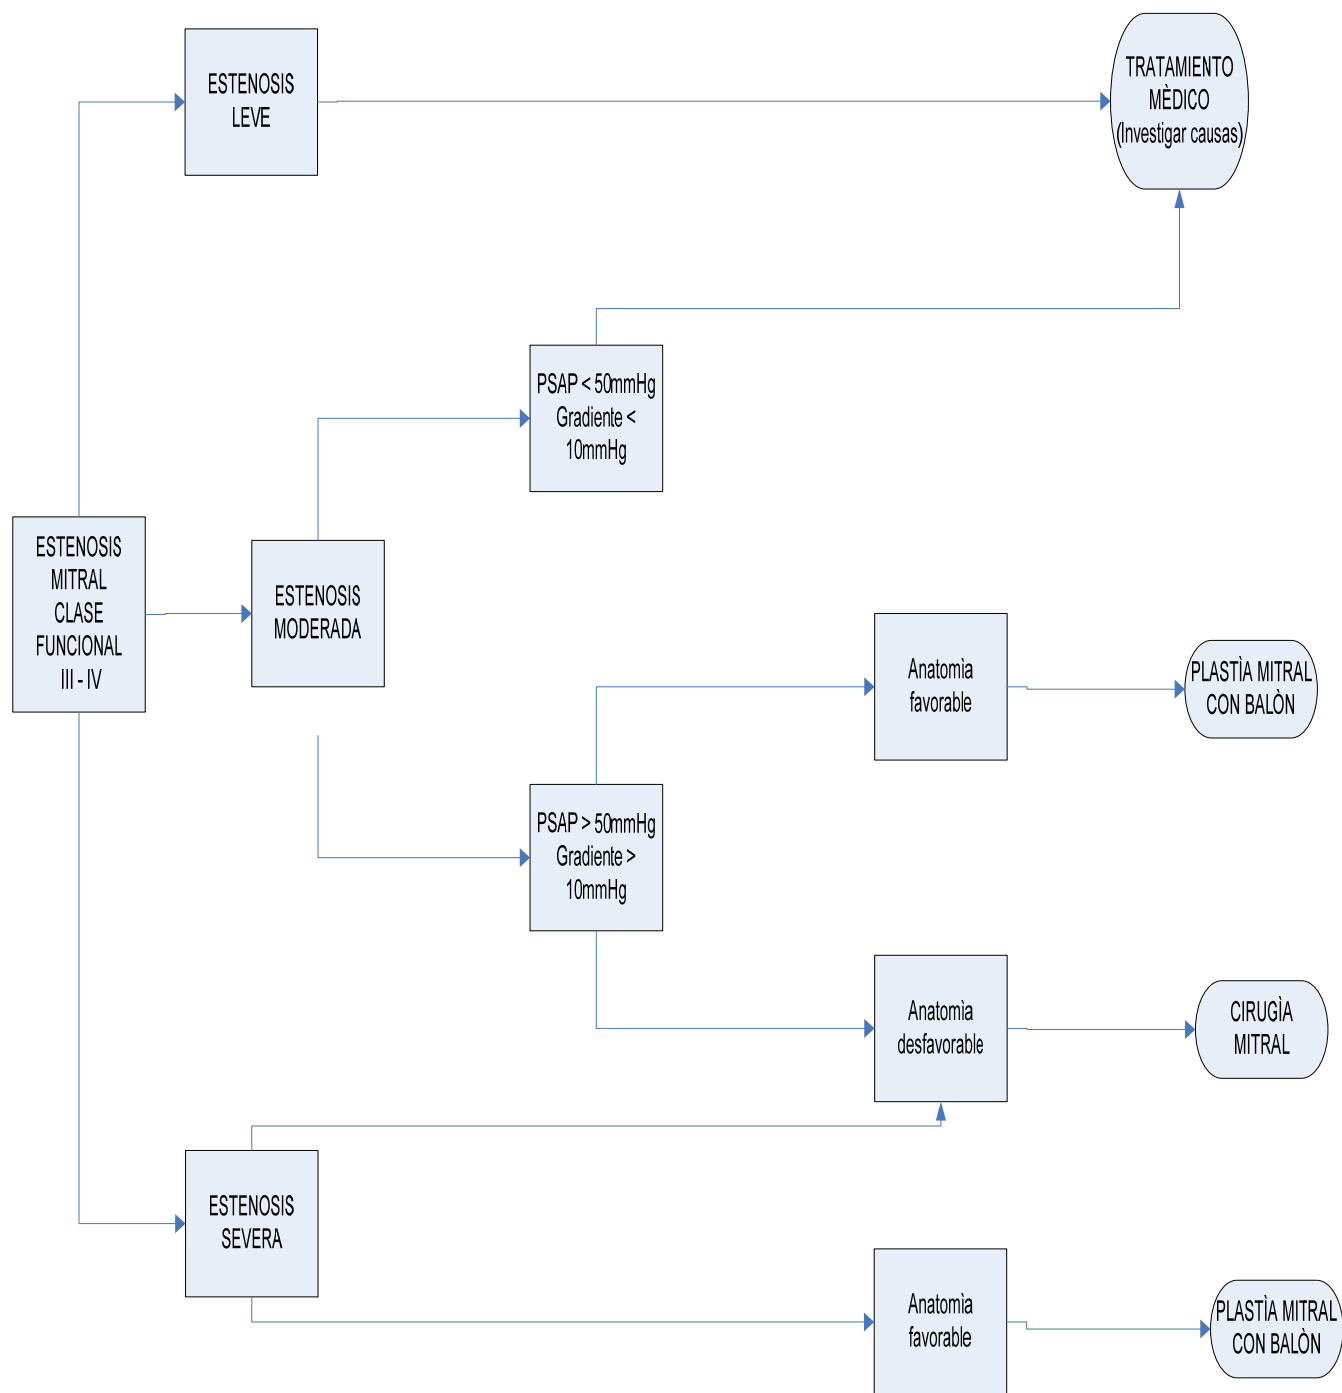 ESTENOSIS
LEVE
TRATAMIENTO
MÈDICO
(Investigar causas)
PSAP < 50mmHg
Gradiente <
10mmHg
ESTENOSIS
MITRAL
CLASE
FUNCIONAL
III - IV
ESTENOSIS
MODERADA
Anatomìa
favorable
PLASTÌA MITRAL
CON BALÒN
PSAP > 50mmHg
Gradiente >
10mmHg
Anatomìa
desfavorable
CIRUGÌA
MITRAL
ESTENOSIS
SEVERA
Anatomìa
favorable
PLASTÌA MITRAL
CON BALÒN